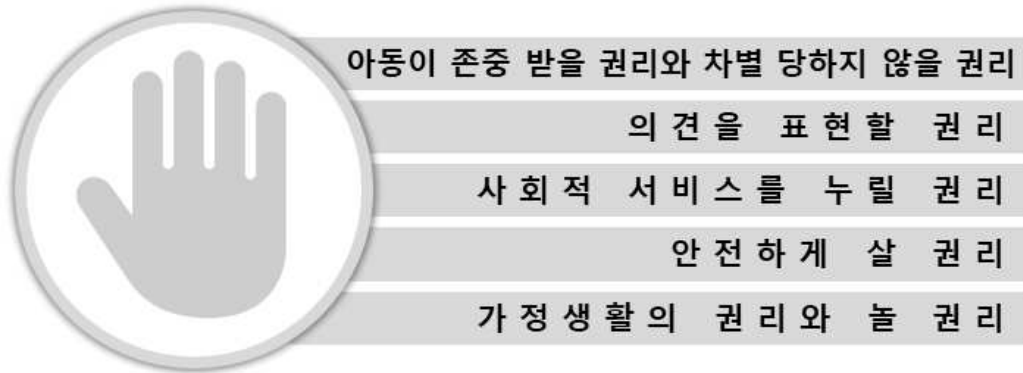 아동이 존중 받을 권리와 차별 당하지 않을 권리
의견을 표현할 권리
사회적 서비스를 누릴 권리
안전하게 살 권리
가정생활의 권리와 놀 권리